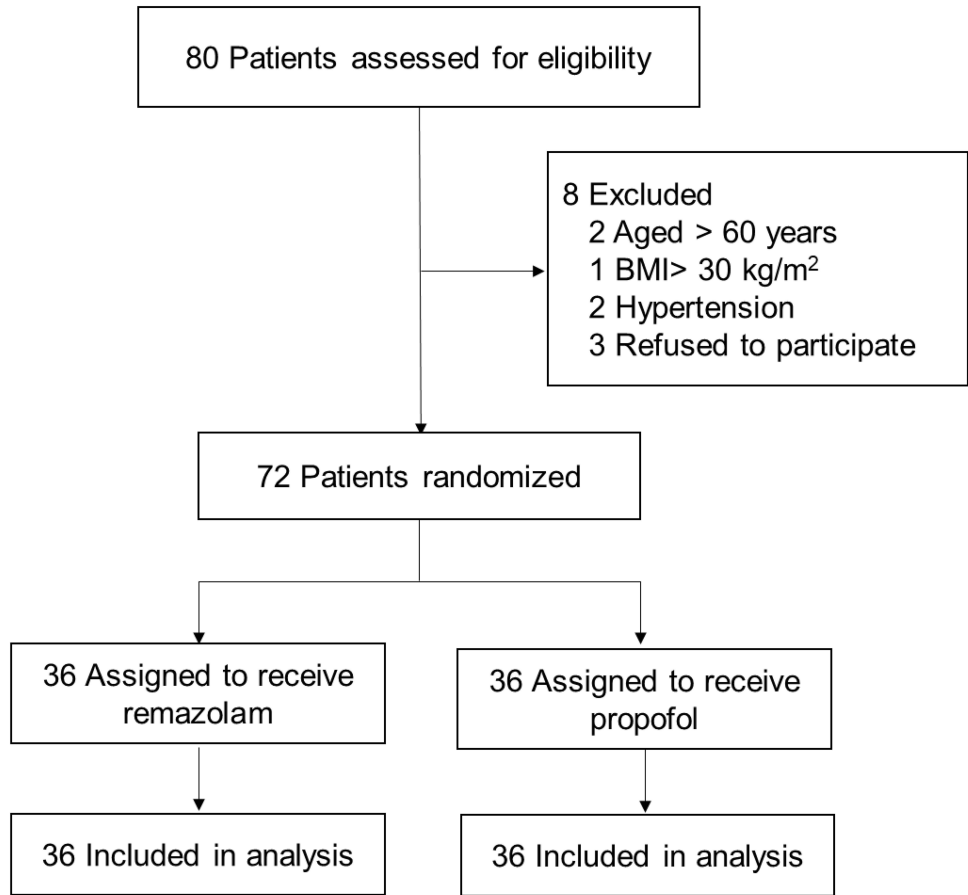 80 Patients assessed for eligibility
8 Excluded
2 Aged > 60 years
1 BMI> 30 kg/m²
2 Hypertension
3 Refused to participate
72 Patients randomized
36 Assigned to receive
remazolam
36 Assigned to receive
propofol
36 Included in analysis
36 Included in analysis